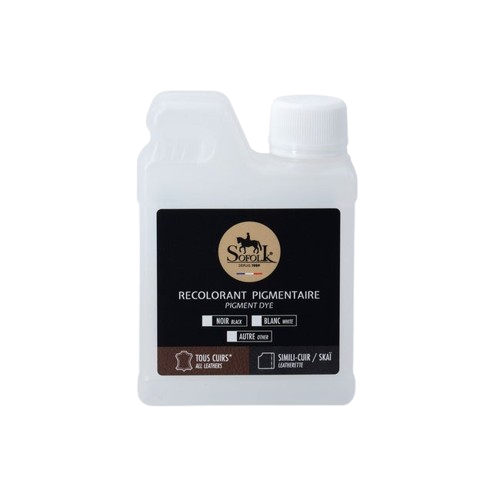 SOFOLK®
DEPUIS 1989
RECOLORANT PIGMENTAIRE
PIGMENT DYE
NOIR BLACK BLANC WHITE
AUTRE OTHER
TOUS CUIRS*
ALL LEATHERS
SIMILI-CUIR / SKAÏ
LEATHERETTE